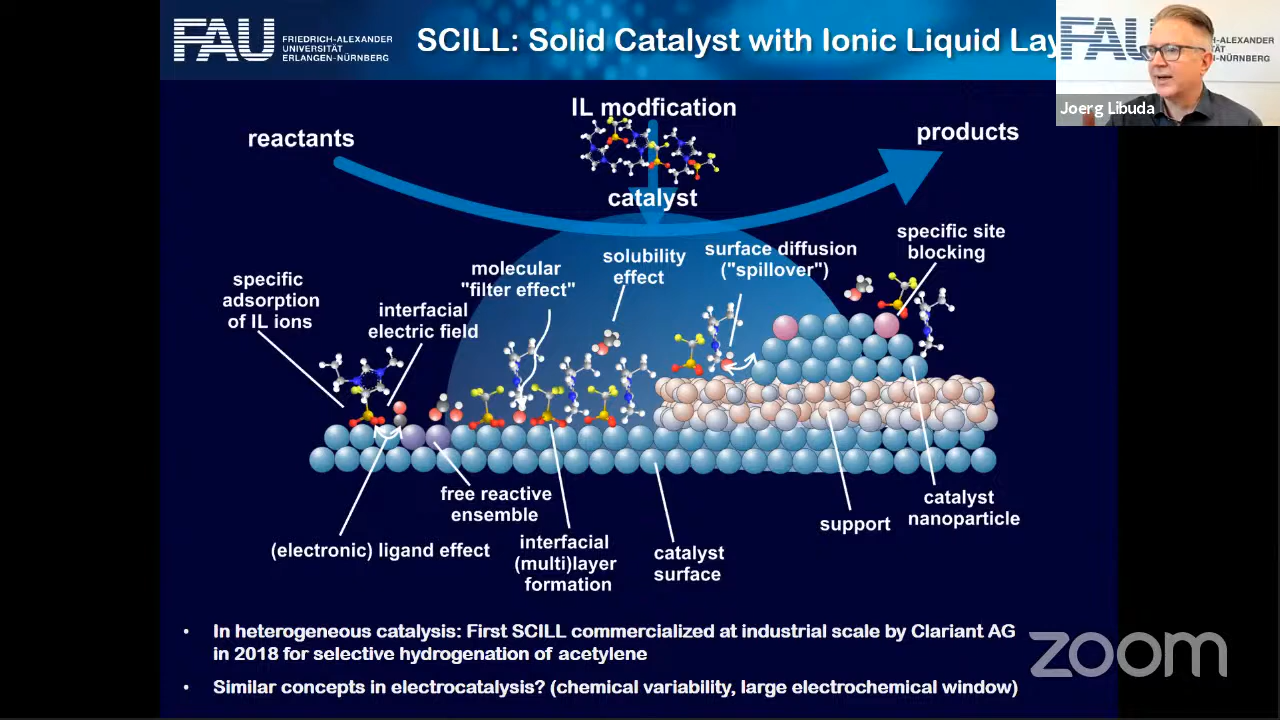 FAU
FRIEDRICH-ALEXANDER
UNIVERSITÄT
ERLANGEN-NÜRNBERG
SCILL: Solid Catalyst with Ionic Liquid Lay
FAU
CH-ALEXANDER
TÄT
EN-NÜRNBERG
Joerg Libuda
IL modfication
reactants
products
catalyst
specific site
blocking
surface diffusion
("spillover")
solubility
effect
molecular
"filter effect"
specific
adsorption
of IL ions
interfacial
electric field
free reactive
ensemble
(electronic) ligand effect
interfacial
(multi)layer
formation
catalyst
surface
support
catalyst
nanoparticle
• In heterogeneous catalysis: First SCILL commercialized at industrial scale by Clariant AG
in 2018 for selective hydrogenation of acetylene
• Similar concepts in electrocatalysis? (chemical variability, large electrochemical window)
zoom